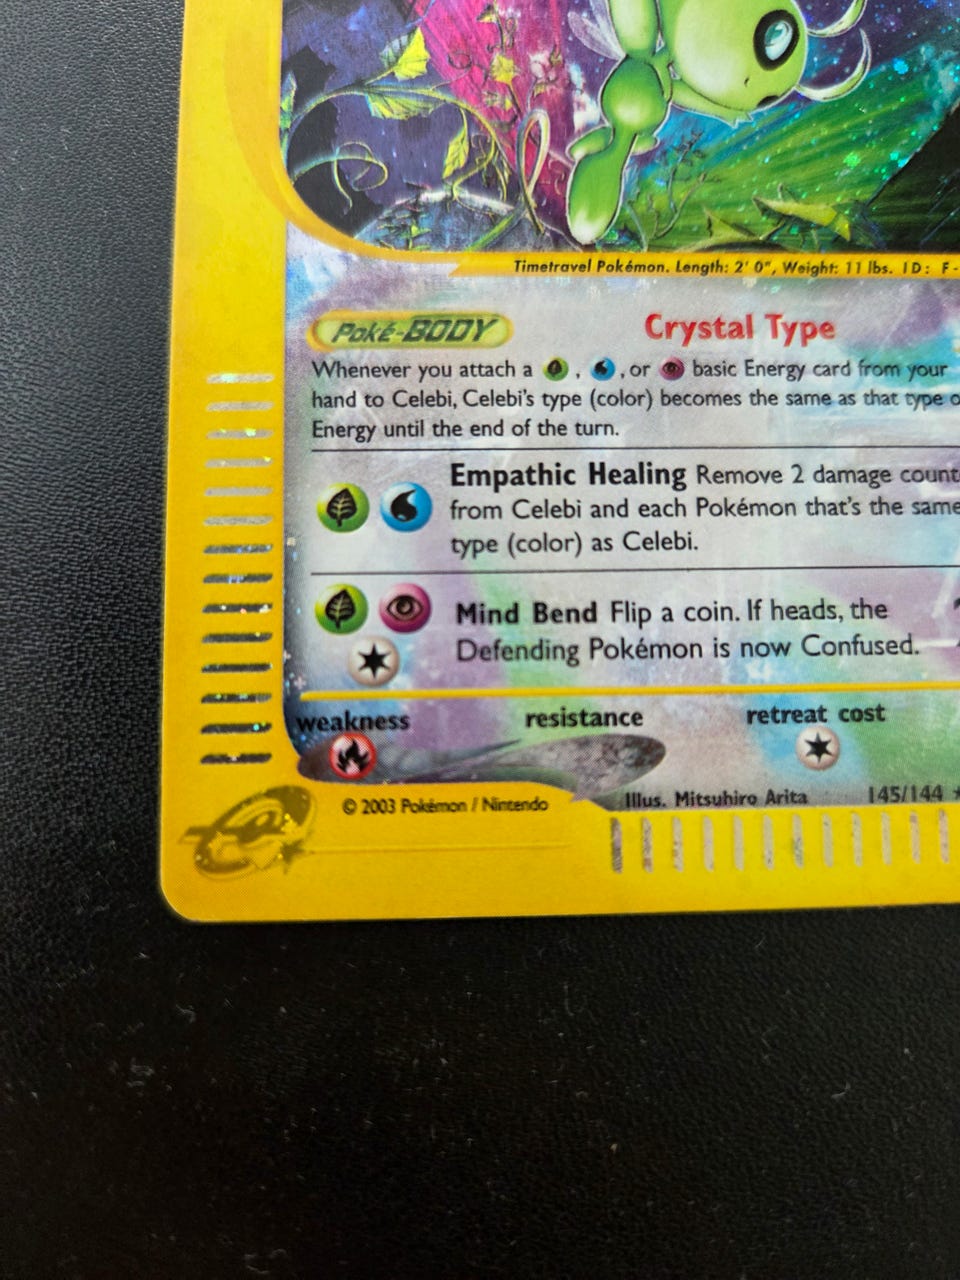 Timetravel Pokémon. Length: 2' 0", Weight: 11 lbs. ID: F-
Poké-BODY Crystal Type
Whenever you attach a , , or basic Energy card from your
hand to Celebi, Celebi's type (color) becomes the same as that type o
Energy until the end of the turn.
Empathic Healing Remove 2 damage count
from Celebi and each Pokémon that's the same
type (color) as Celebi.
Mind Bend Flip a coin. If heads, the
Defending Pokémon is now Confused.
weakness resistance retreat cost
© 2003 Pokémon / Nintendo
Illus. Mitsuhiro Arita 145/144